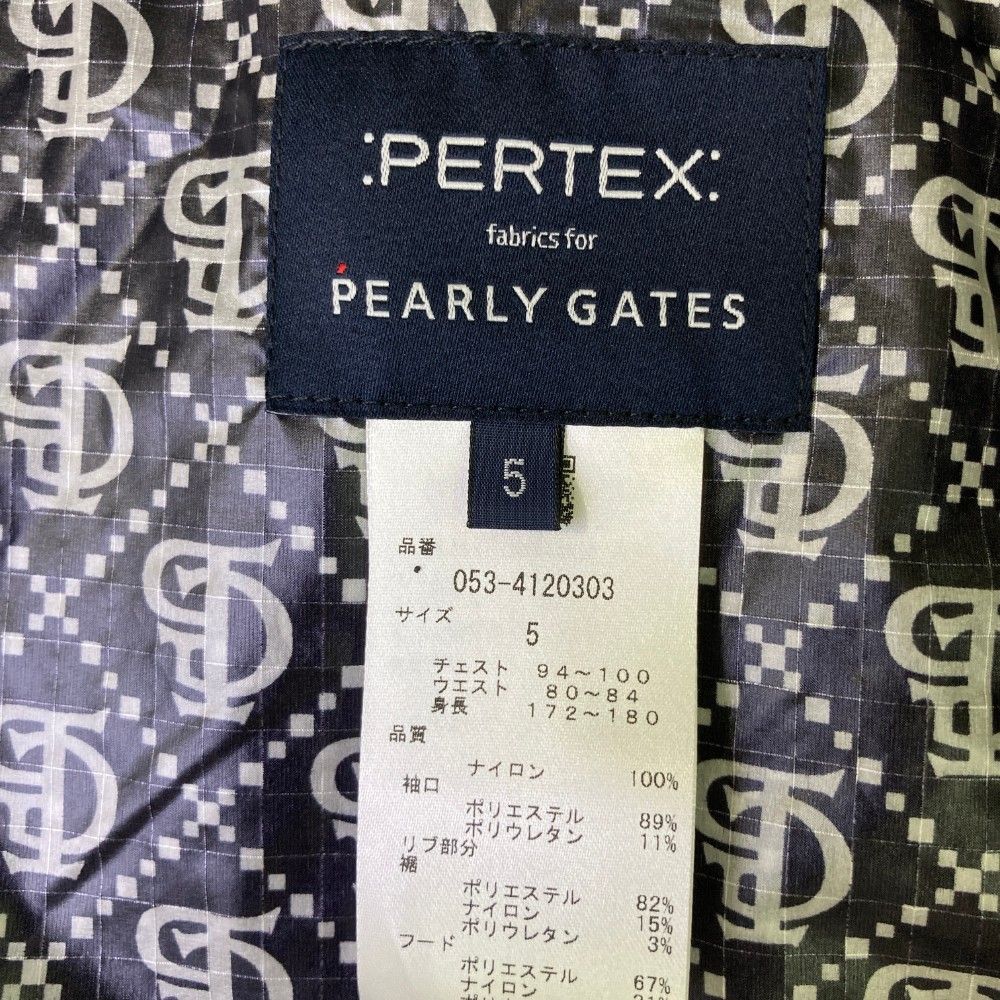 :PERTEX:
fabrics for
PEARLY GATES
5
品番
053-4120303
サイズ
5
チェスト 94～100
ウエスト 80～84
身長 172～180
品質
ナイロン 100%
袖口
ポリエステル 89%
ポリウレタン 11%
リブ部分
裾
ポリエステル 82%
ナイロン 15%
ポリウレタン 3%
フード
ポリエステル 67%
ナイロン